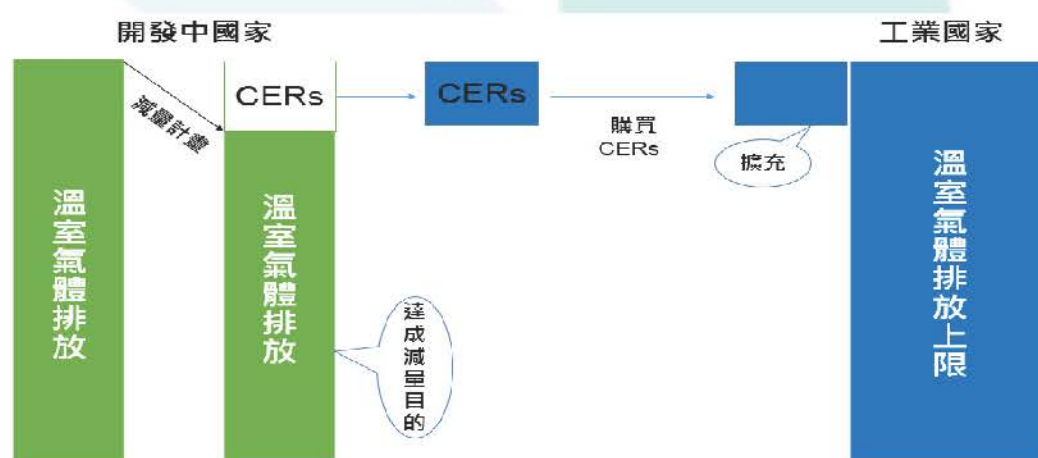 開發中國家
工業國家
溫室氣體排放
減量計畫
CERs
溫室氣體排放
達成減量目的
CERs
購買
CERs
擴充
溫室氣體排放上限